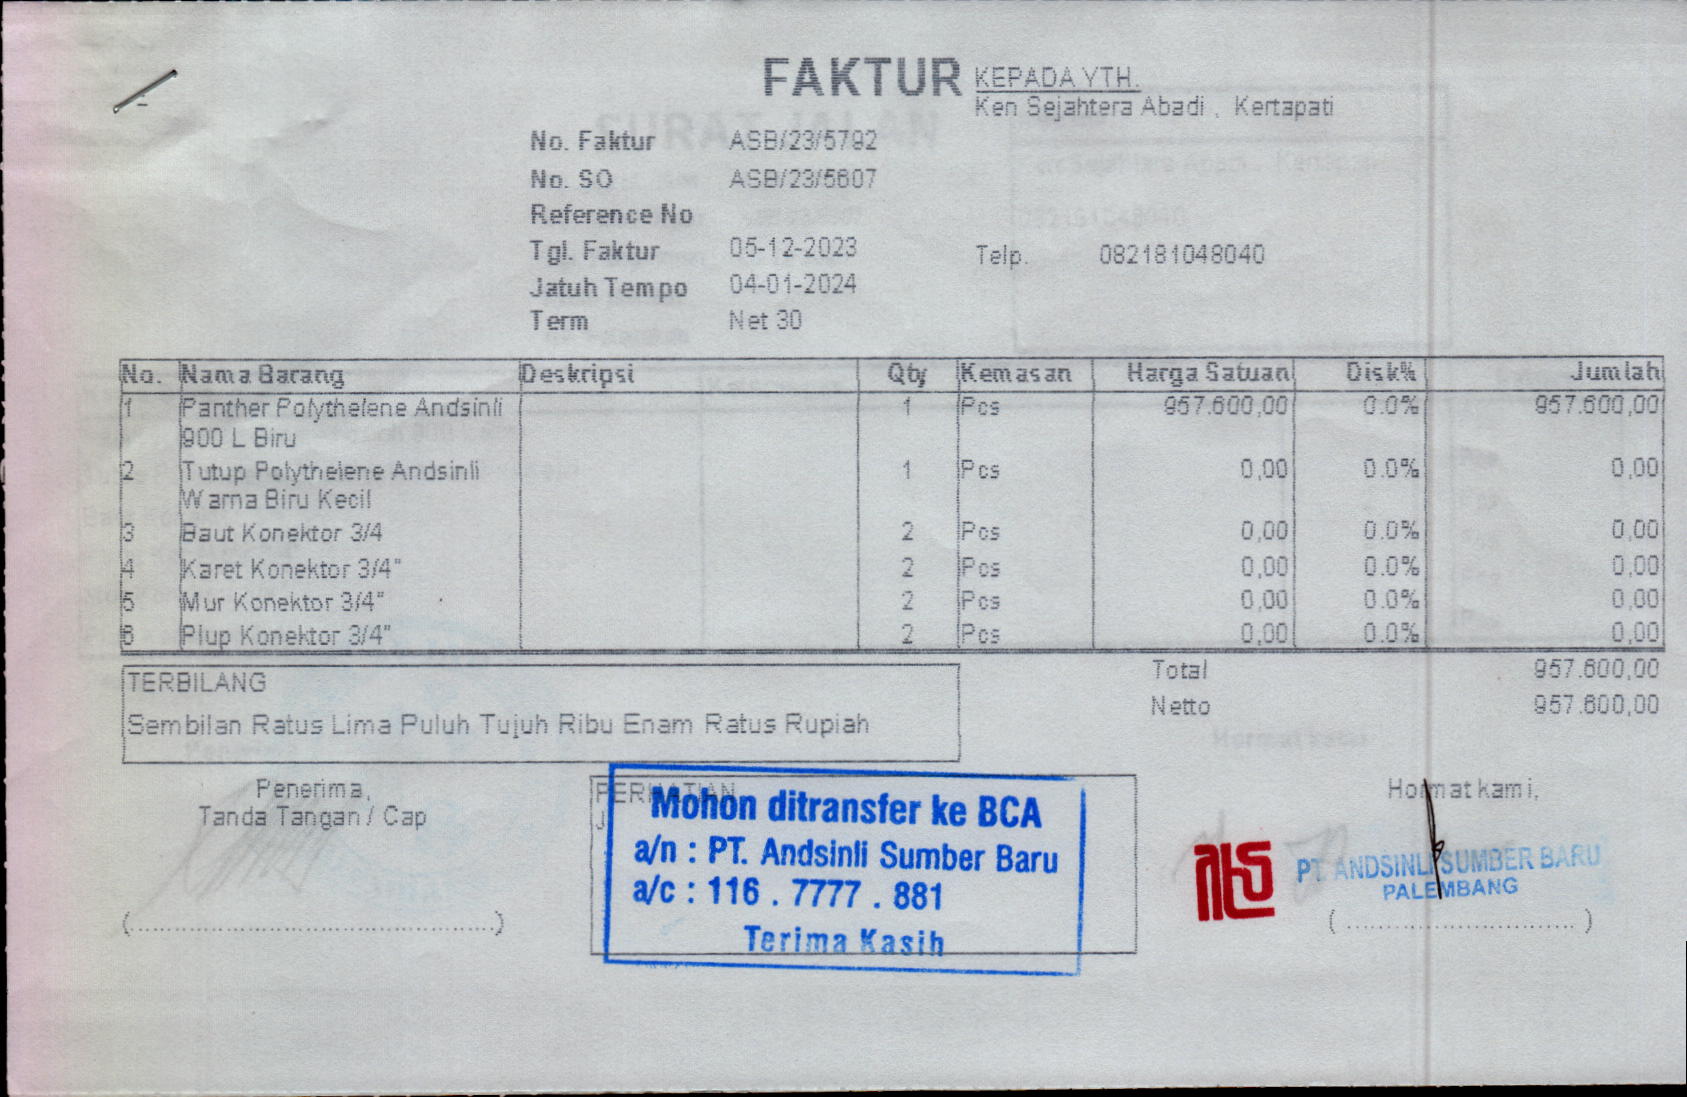 FAKTUR
KEPADA YTH.
Ken Sejahtera Abadi , Kertapati
No. Faktur ASB/23/5792
No. SO ASB/23/5607
Reference No
Tgl. Faktur 05-12-2023
Telp. 082181048040
Jatuh Tempo 04-01-2024
Term Net 30
No. Nama Barang Deskripsi Qty Kemasan Harga Satuan Disk% Jumlah
1 Panther Polythelene Andsinli 1 Pcs 957.600,00 0.0% 957.600,00
900 L Biru
2 Tutup Polythelene Andsinli 1 Pcs 0,00 0.0% 0,00
Warna Biru Kecil
3 Baut Konektor 3/4 2 Pcs 0,00 0.0% 0,00
4 Karet Konektor 3/4" 2 Pcs 0,00 0.0% 0,00
5 Mur Konektor 3/4" 2 Pcs 0,00 0.0% 0,00
6 Plup Konektor 3/4" 2 Pcs 0,00 0.0% 0,00
Total 957.600,00
Netto 957.600,00
TERBILANG
Sembilan Ratus Lima Puluh Tujuh Ribu Enam Ratus Rupiah
Penerima,
Tanda Tangan / Cap
(..................................................)
PERHATIAN
Mohon ditransfer ke BCA
a/n : PT. Andsinli Sumber Baru
a/c : 116 . 7777 . 881
Terima Kasih
Hormat kami,
PT ANDSINLI SUMBER BARU
PALEMBANG
( ................................ )